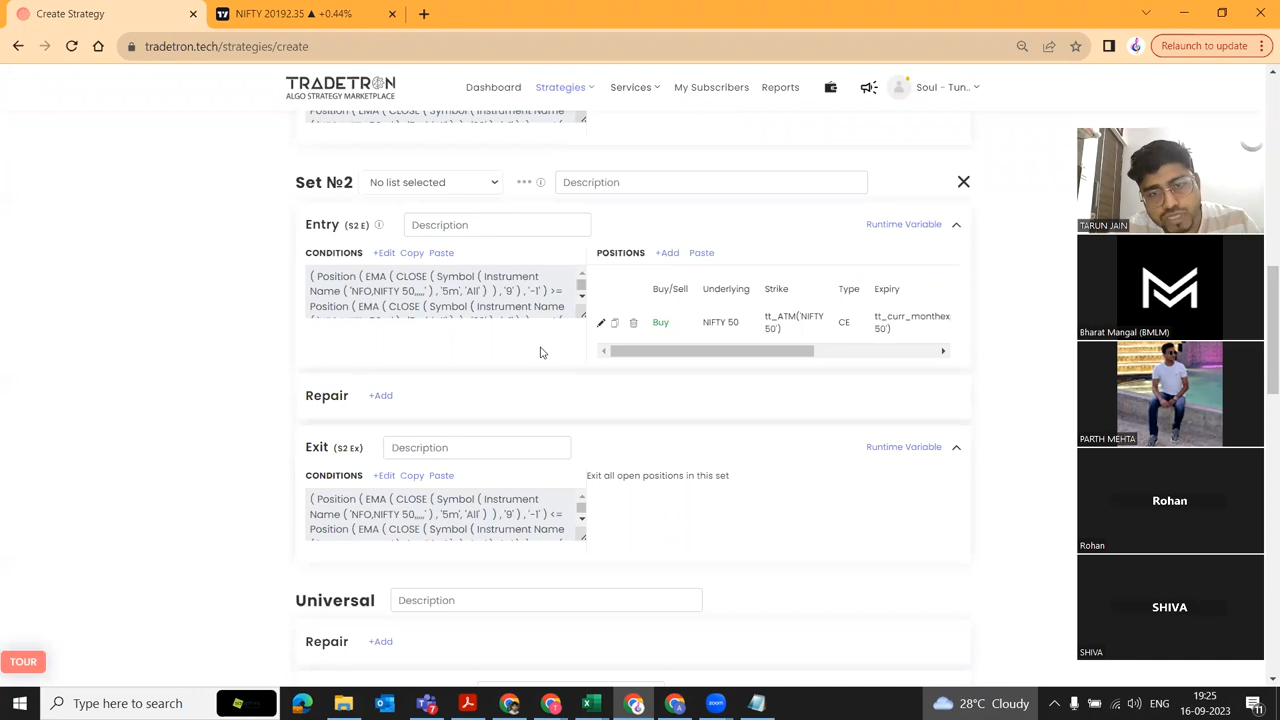 Create Strategy
NIFTY 20192.35 ▲ +0.44%
tradetron.tech/strategies/create
Relaunch to update
TRADETRON
ALGO STRATEGY MARKETPLACE
Dashboard
Strategies
Services
My Subscribers
Reports
Soul - Tun..
Position ( EMA ( CLOSE ( Symbol ( Instrument Name
Set №2
No list selected
Description
Entry (S2 E)
Description
Runtime Variable
CONDITIONS +Edit Copy Paste
POSITIONS +Add Paste
( Position ( EMA ( CLOSE ( Symbol ( Instrument
Name ( 'NFO,NIFTY 50,,,,,' ) , '5m', 'All' ) ) , '9' ) , '-1' ) >=
Position ( EMA ( CLOSE ( Symbol ( Instrument Name
Buy/Sell Underlying Strike Type Expiry
Buy NIFTY 50 tt_ATM('NIFTY CE tt_curr_monthex
50') 50')
Repair +Add
Exit (S2 Ex)
Description
Runtime Variable
CONDITIONS +Edit Copy Paste
Exit all open positions in this set
( Position ( EMA ( CLOSE ( Symbol ( Instrument
Name ( 'NFO,NIFTY 50,,,,,' ) , '5m', 'All' ) ) , '9' ) , '-1' ) <=
Position ( EMA ( CLOSE ( Symbol ( Instrument Name
Universal
Description
Repair +Add
TOUR
TARUN JAIN
Bharat Mangal (BMLM)
PARTH MEHTA
Rohan
Rohan
SHIVA
SHIVA
Type here to search
28°C Cloudy
ENG
19:25
16-09-2023
11